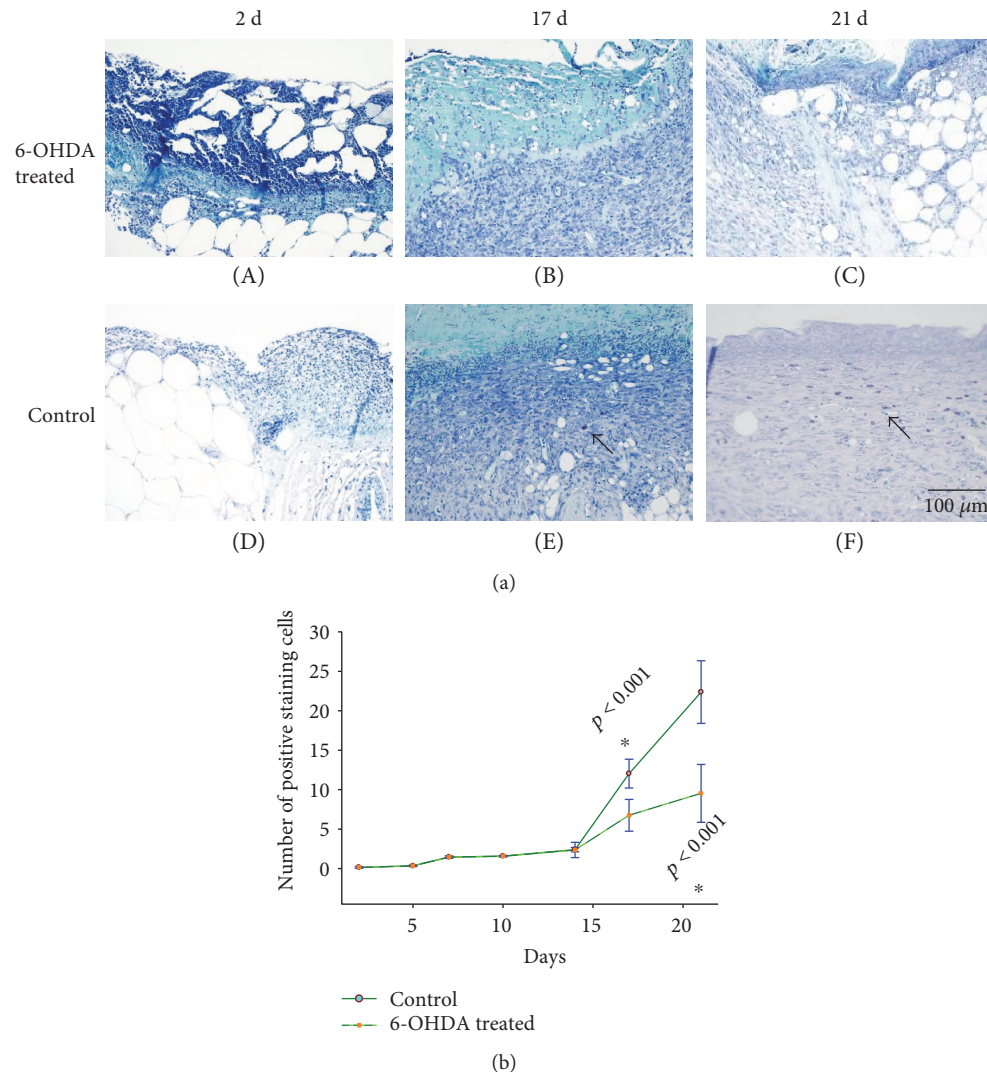 2 d 17 d 21 d
6-OHDA
treated
(A) (B) (C)
Control
100 μm
(D) (E) (F)
(a)
Number of positive staining cells
30
25
20
15
10
5
0
p < 0.001
*
p < 0.001
*
5 10 15 20
Days
Control
6-OHDA treated
(b)